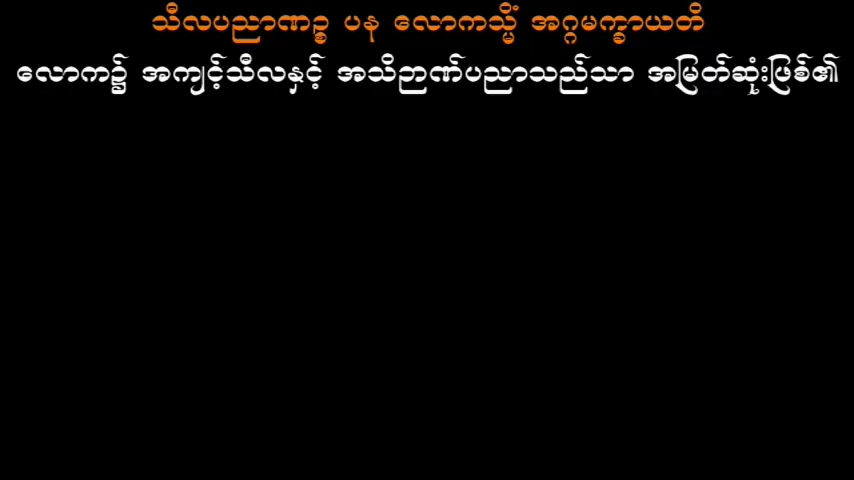 သီလပညာဏဉ္စ ပန လောကသ္မိံ အဂ္ဂမက္ခာယတိ
လောက၌ အကျင့်သီလနှင့် အသိဉာဏ်ပညာသည်သာ အမြတ်ဆုံးဖြစ်၏